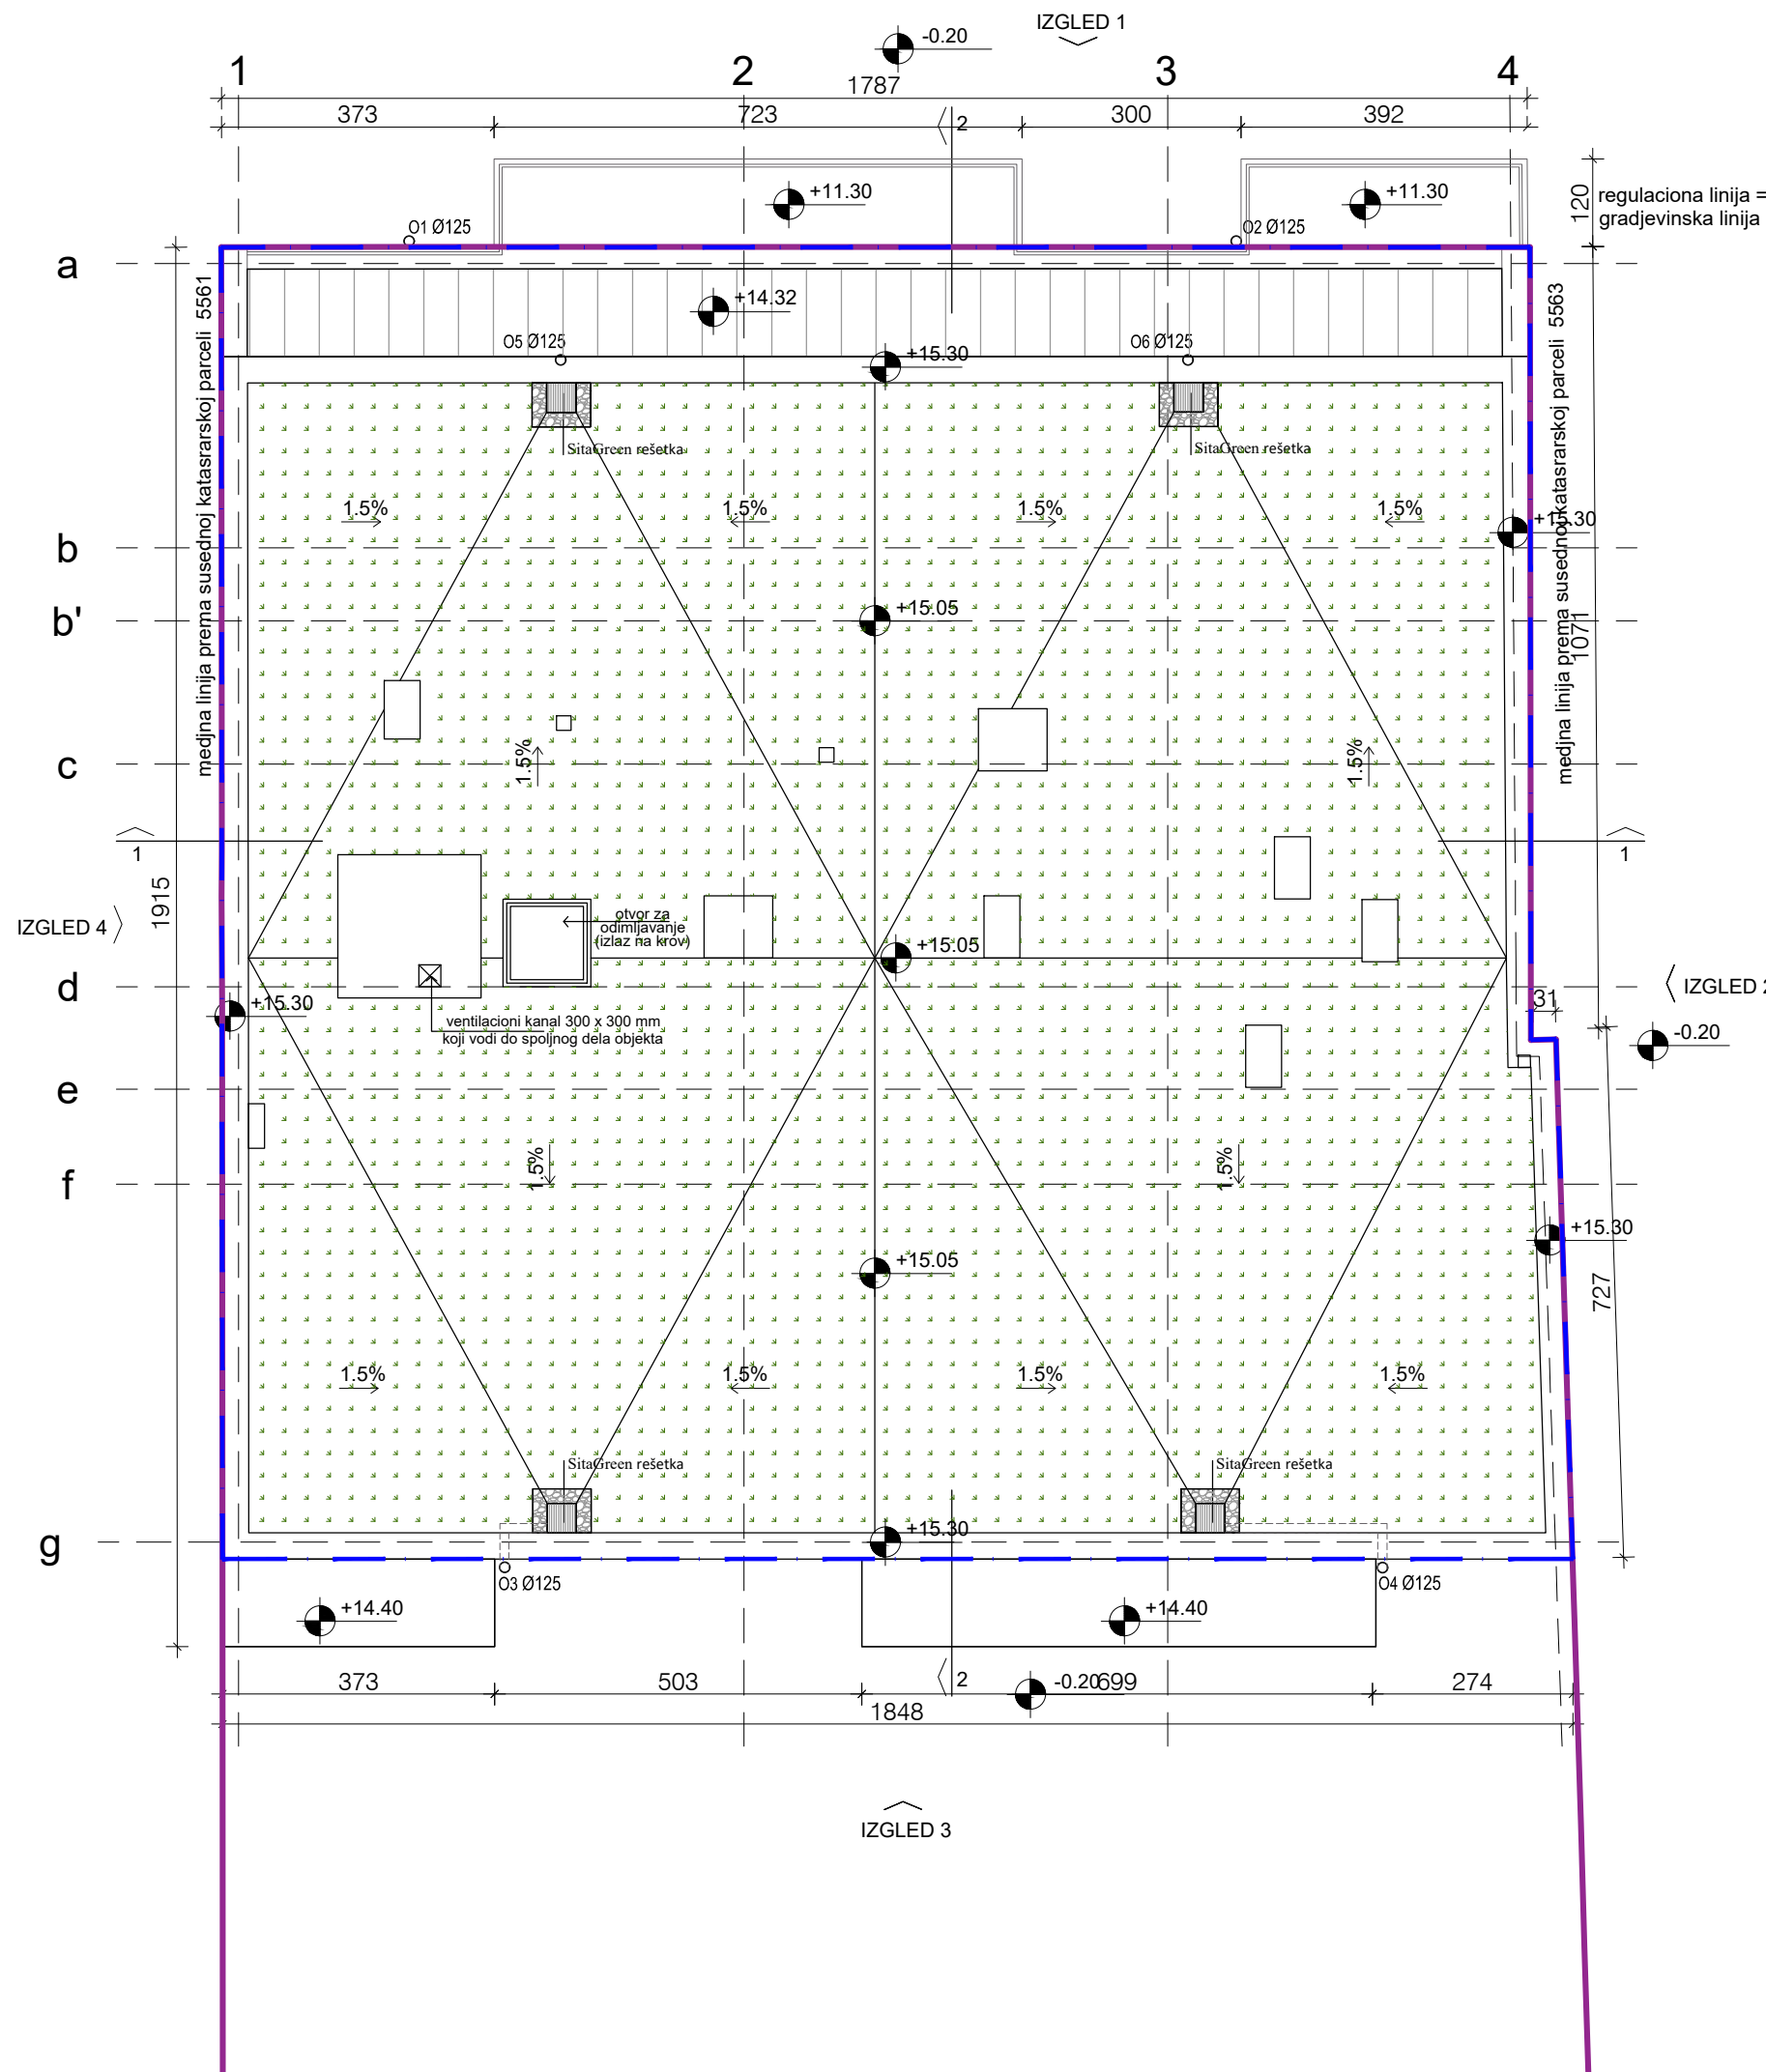 IZGLED 1
-0.20
1
2
3
4
1787
373
723
2
300
392
+11.30
+11.30
120
regulaciona linija =
gradjevinska linija
O1 Ø125
O2 Ø125
a
+14.32
O5 Ø125
O6 Ø125
+15.30
medjna linija prema susednoj katasrarskoj parceli 5561
medjna linija prema susednoj katasrarskoj parceli 5563
SitaGreen rešetka
SitaGreen rešetka
1.5%
1.5%
1.5%
1.5%
+15.30
b
b'
+15.05
1071
c
1.5%
1.5%
1
1
1915
IZGLED 4
otvor za
odimljavanje
(izlaz na krov)
+15.05
d
IZGLED 2
+15.30
31
ventilacioni kanal 300 x 300 mm
koji vodi do spoljnog dela objekta
-0.20
e
f
1.5%
1.5%
+15.30
+15.05
727
1.5%
1.5%
1.5%
1.5%
SitaGreen rešetka
SitaGreen rešetka
g
+15.30
O3 Ø125
O4 Ø125
+14.40
+14.40
373
503
2
-0.20
699
274
1848
IZGLED 3